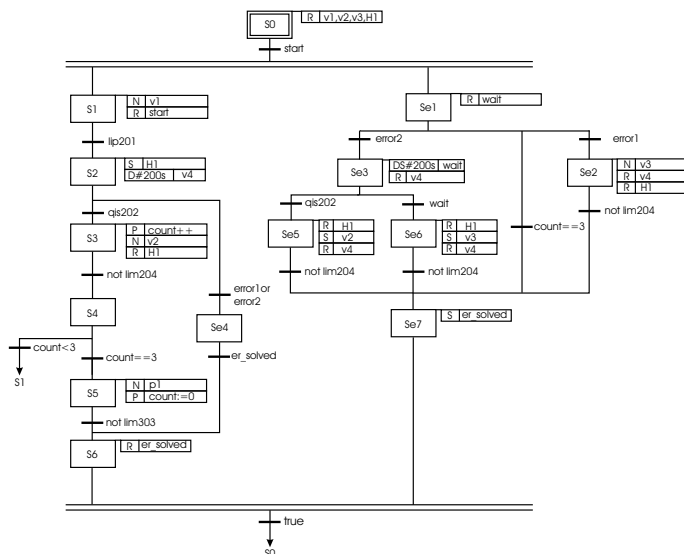 S0
R v1,v2,v3,H1
start
S1
N v1
R start
Se1
R wait
lip201
error2
error1
S2
S H1
D#200s v4
Se3
DS#200s wait
R v4
Se2
N v3
R v4
R H1
qis202
qis202
wait
not lim204
S3
P count++
N v2
R H1
Se5
R H1
S v2
R v4
Se6
R H1
S v3
R v4
count==3
not lim204
not lim204
not lim204
error1or
error2
S4
Se4
Se7
S er_solved
count<3
count==3
er_solved
S1
S5
N p1
P count:=0
not lim303
S6
R er_solved
true
S0